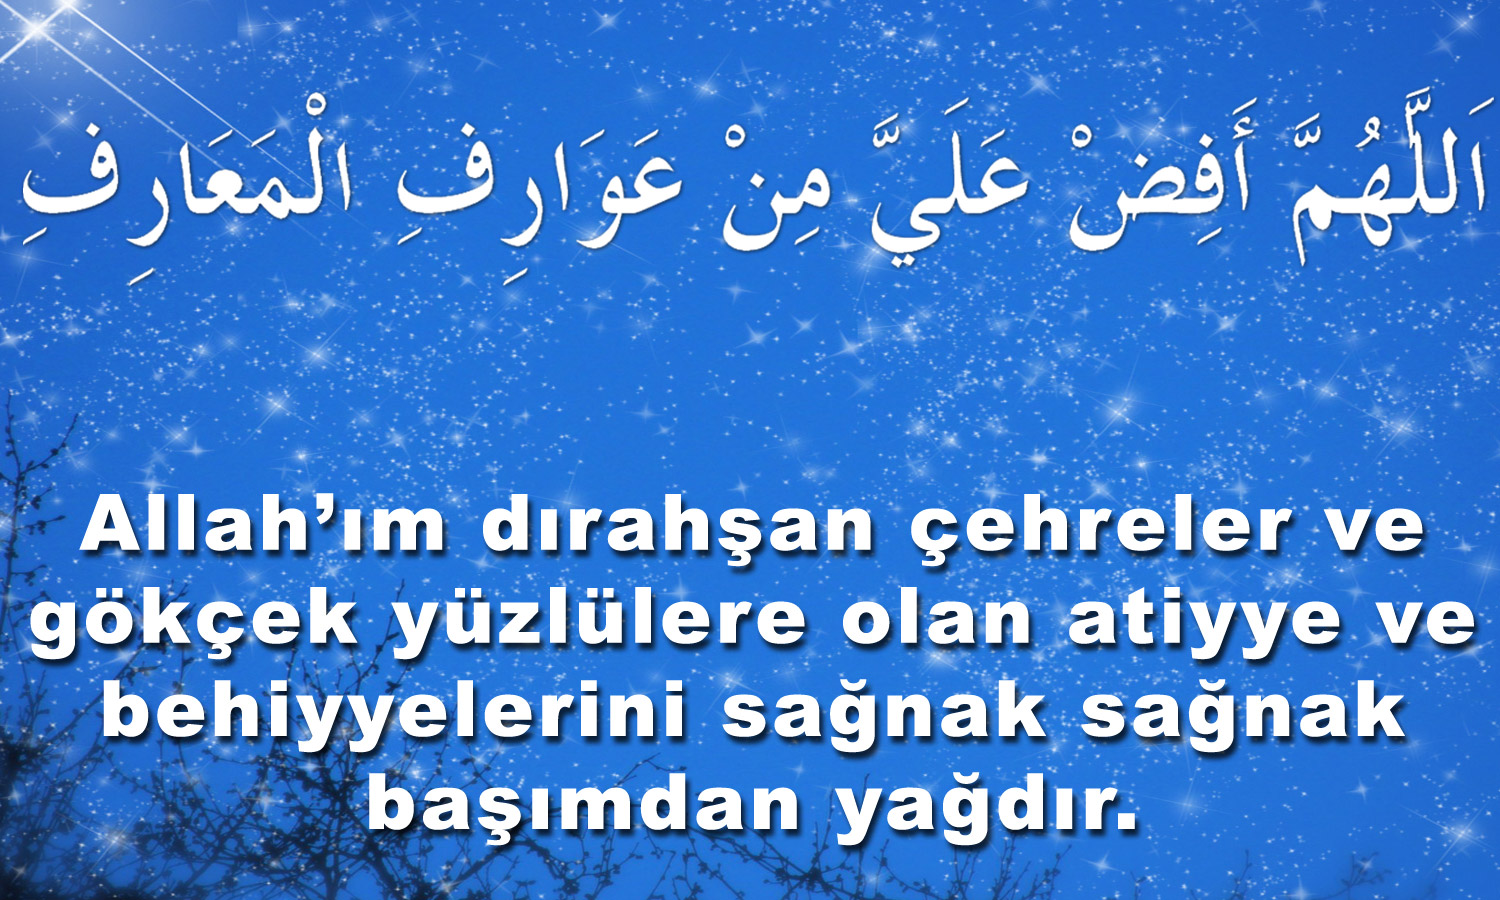 اَللّٰهُمَّ أَفِضْ عَلَيَّ مِنْ عَوَارِفِ الْمَعَارِفِ
Allah’ım dırahşan çehreler ve
gökçek yüzlülere olan atiyye ve
behiyyelerini sağnak sağnak
başımdan yağdır.